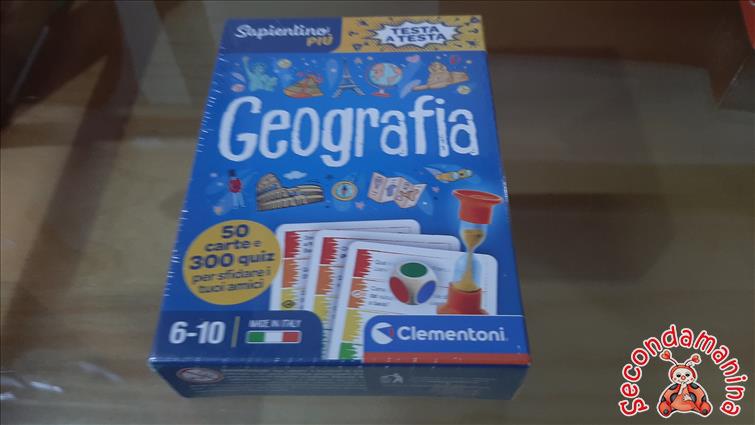 Sapientino
PIÙ
TESTA
A TESTA
Geografia
50
carte e
300 quiz
per sfidare i
tuoi amici
6-10
MADE IN ITALY
Clementoni
Secondamanina